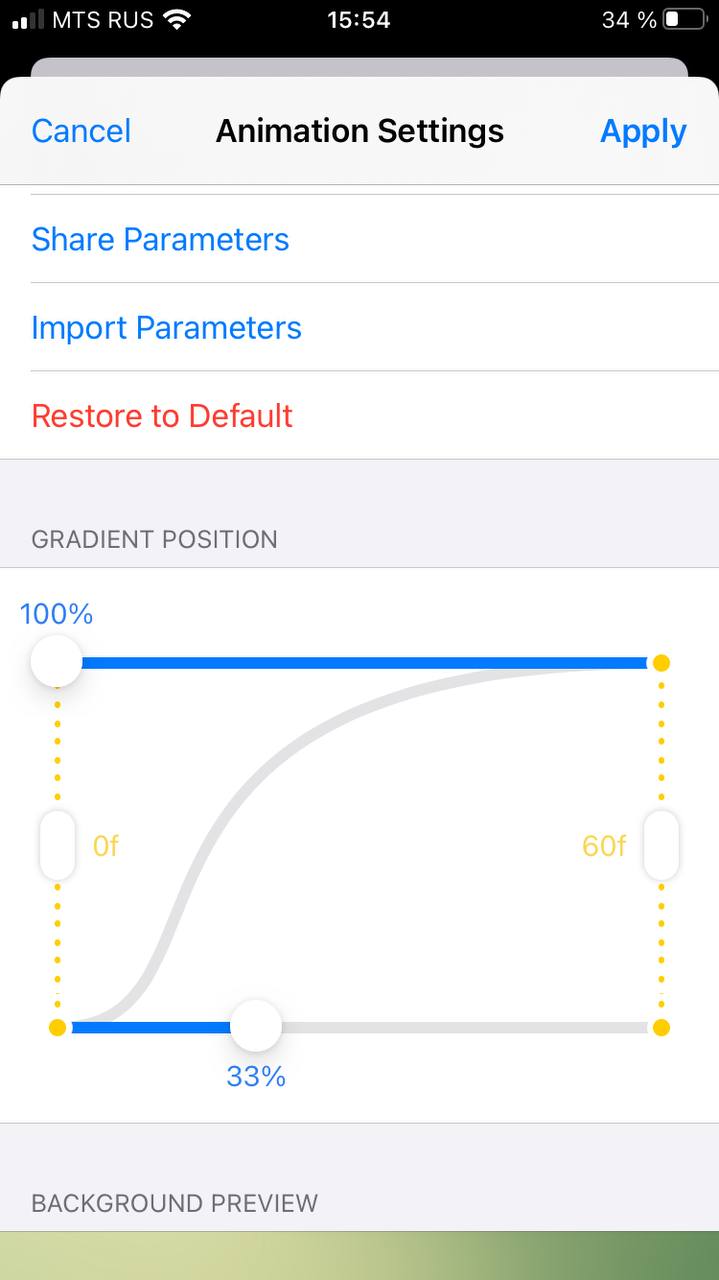 MTS RUS 15:54 34 %
Cancel Animation Settings Apply
Share Parameters
Import Parameters
Restore to Default
GRADIENT POSITION
100%
0f 60f
33%
BACKGROUND PREVIEW